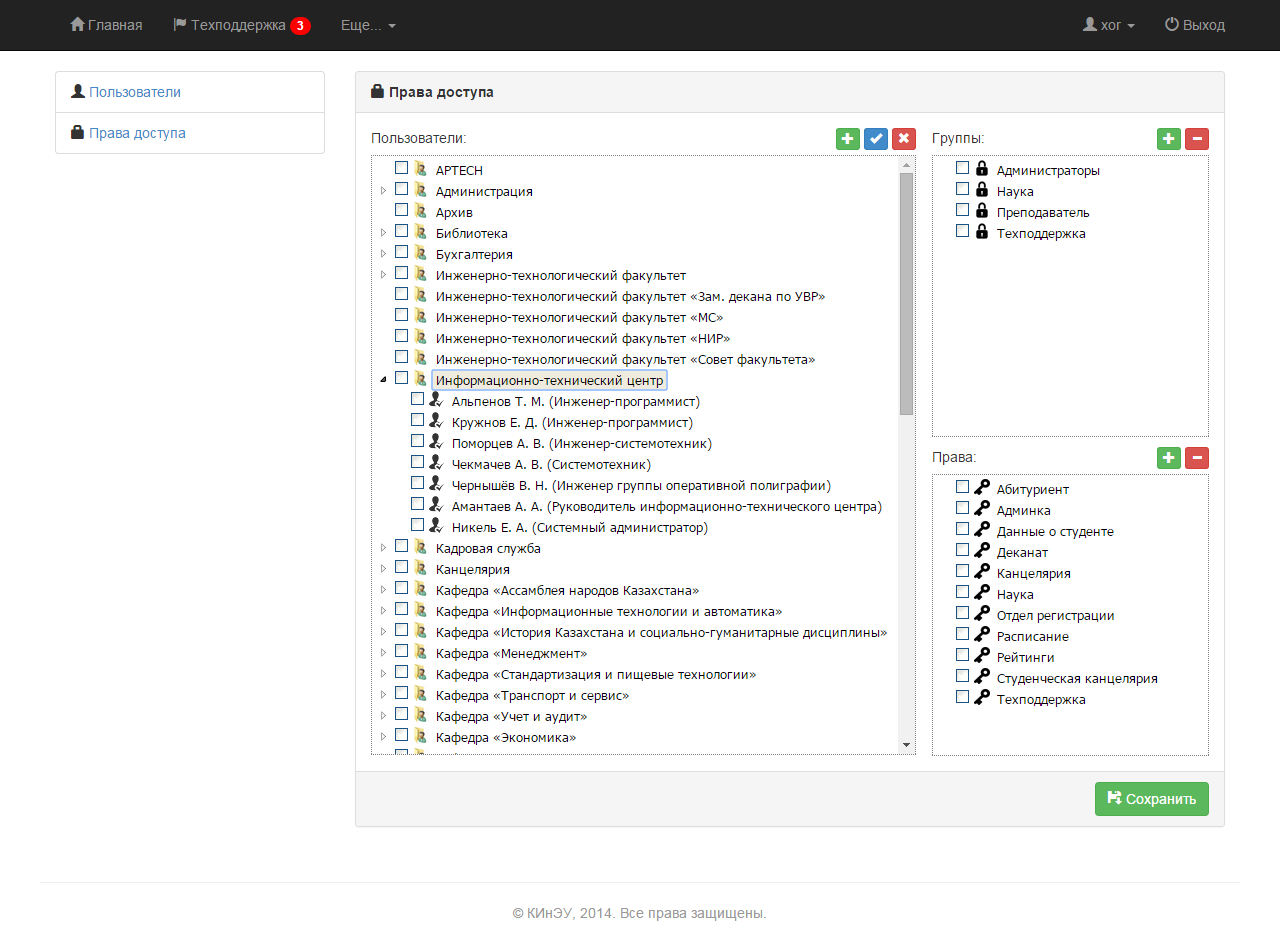 Главная Техподдержка 3 Еще... xor Выход
Пользователи
Права доступа
Права доступа
Пользователи:
APTECH
Администрация
Архив
Библиотека
Бухгалтерия
Инженерно-технологический факультет
Инженерно-технологический факультет «Зам. декана по УВР»
Инженерно-технологический факультет «МС»
Инженерно-технологический факультет «НИР»
Инженерно-технологический факультет «Совет факультета»
Информационно-технический центр
Альпенов Т. М. (Инженер-программист)
Кружнов Е. Д. (Инженер-программист)
Поморцев А. В. (Инженер-системотехник)
Чекмачев А. В. (Системотехник)
Чернышёв В. Н. (Инженер группы оперативной полиграфии)
Амантаев А. А. (Руководитель информационно-технического центра)
Никель Е. А. (Системный администратор)
Кадровая служба
Канцелярия
Кафедра «Ассамблея народов Казахстана»
Кафедра «Информационные технологии и автоматика»
Кафедра «История Казахстана и социально-гуманитарные дисциплины»
Кафедра «Менеджмент»
Кафедра «Стандартизация и пищевые технологии»
Кафедра «Транспорт и сервис»
Кафедра «Учет и аудит»
Кафедра «Экономика»
Группы:
Администраторы
Наука
Преподаватель
Техподдержка
Права:
Абитуриент
Админка
Данные о студенте
Деканат
Канцелярия
Наука
Отдел регистрации
Расписание
Рейтинги
Студенческая канцелярия
Техподдержка
Сохранить
© КИнЭУ, 2014. Все права защищены.